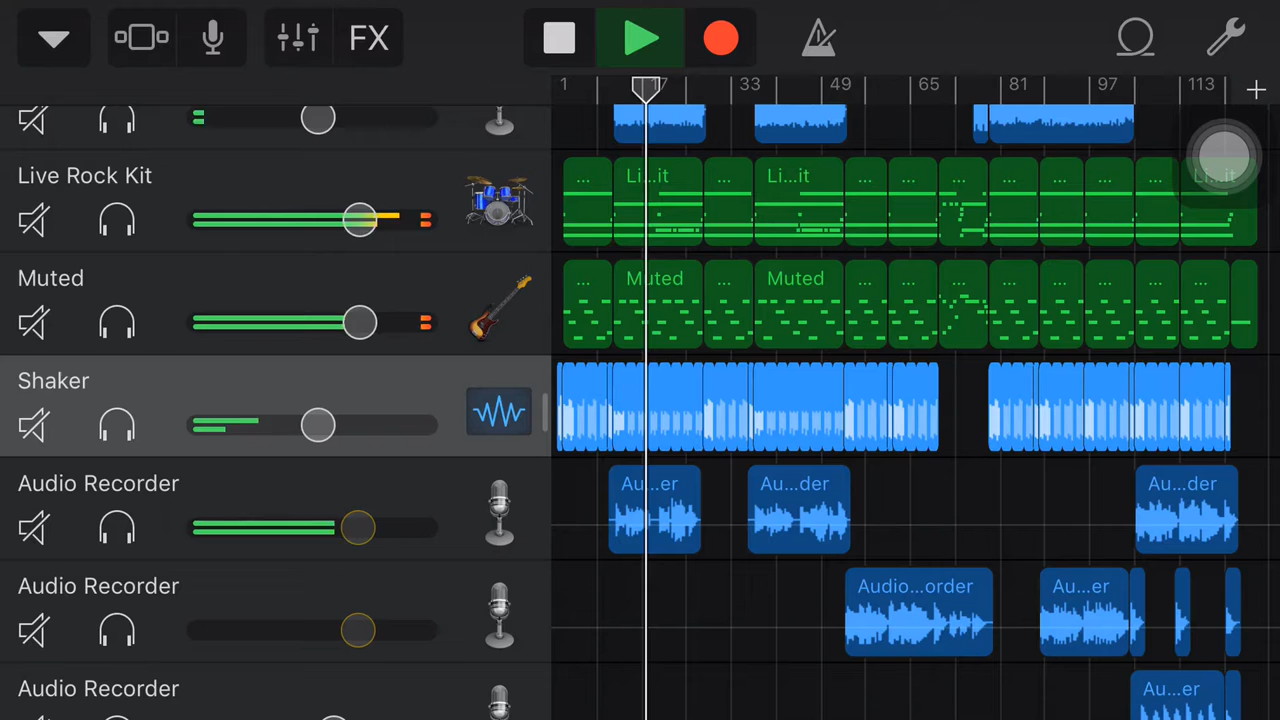 FX
1 17 33 49 65 81 97 113
Live Rock Kit
... Li...it ... Li...it ... ... ... ... ... ... ... Li...it
Muted
... Muted ... Muted ... ... ... ... ... ... ... ...
Shaker
Audio Recorder
Au...er Au...der Au...der
Audio Recorder
Audio...order Au...er
Audio Recorder
Au...er